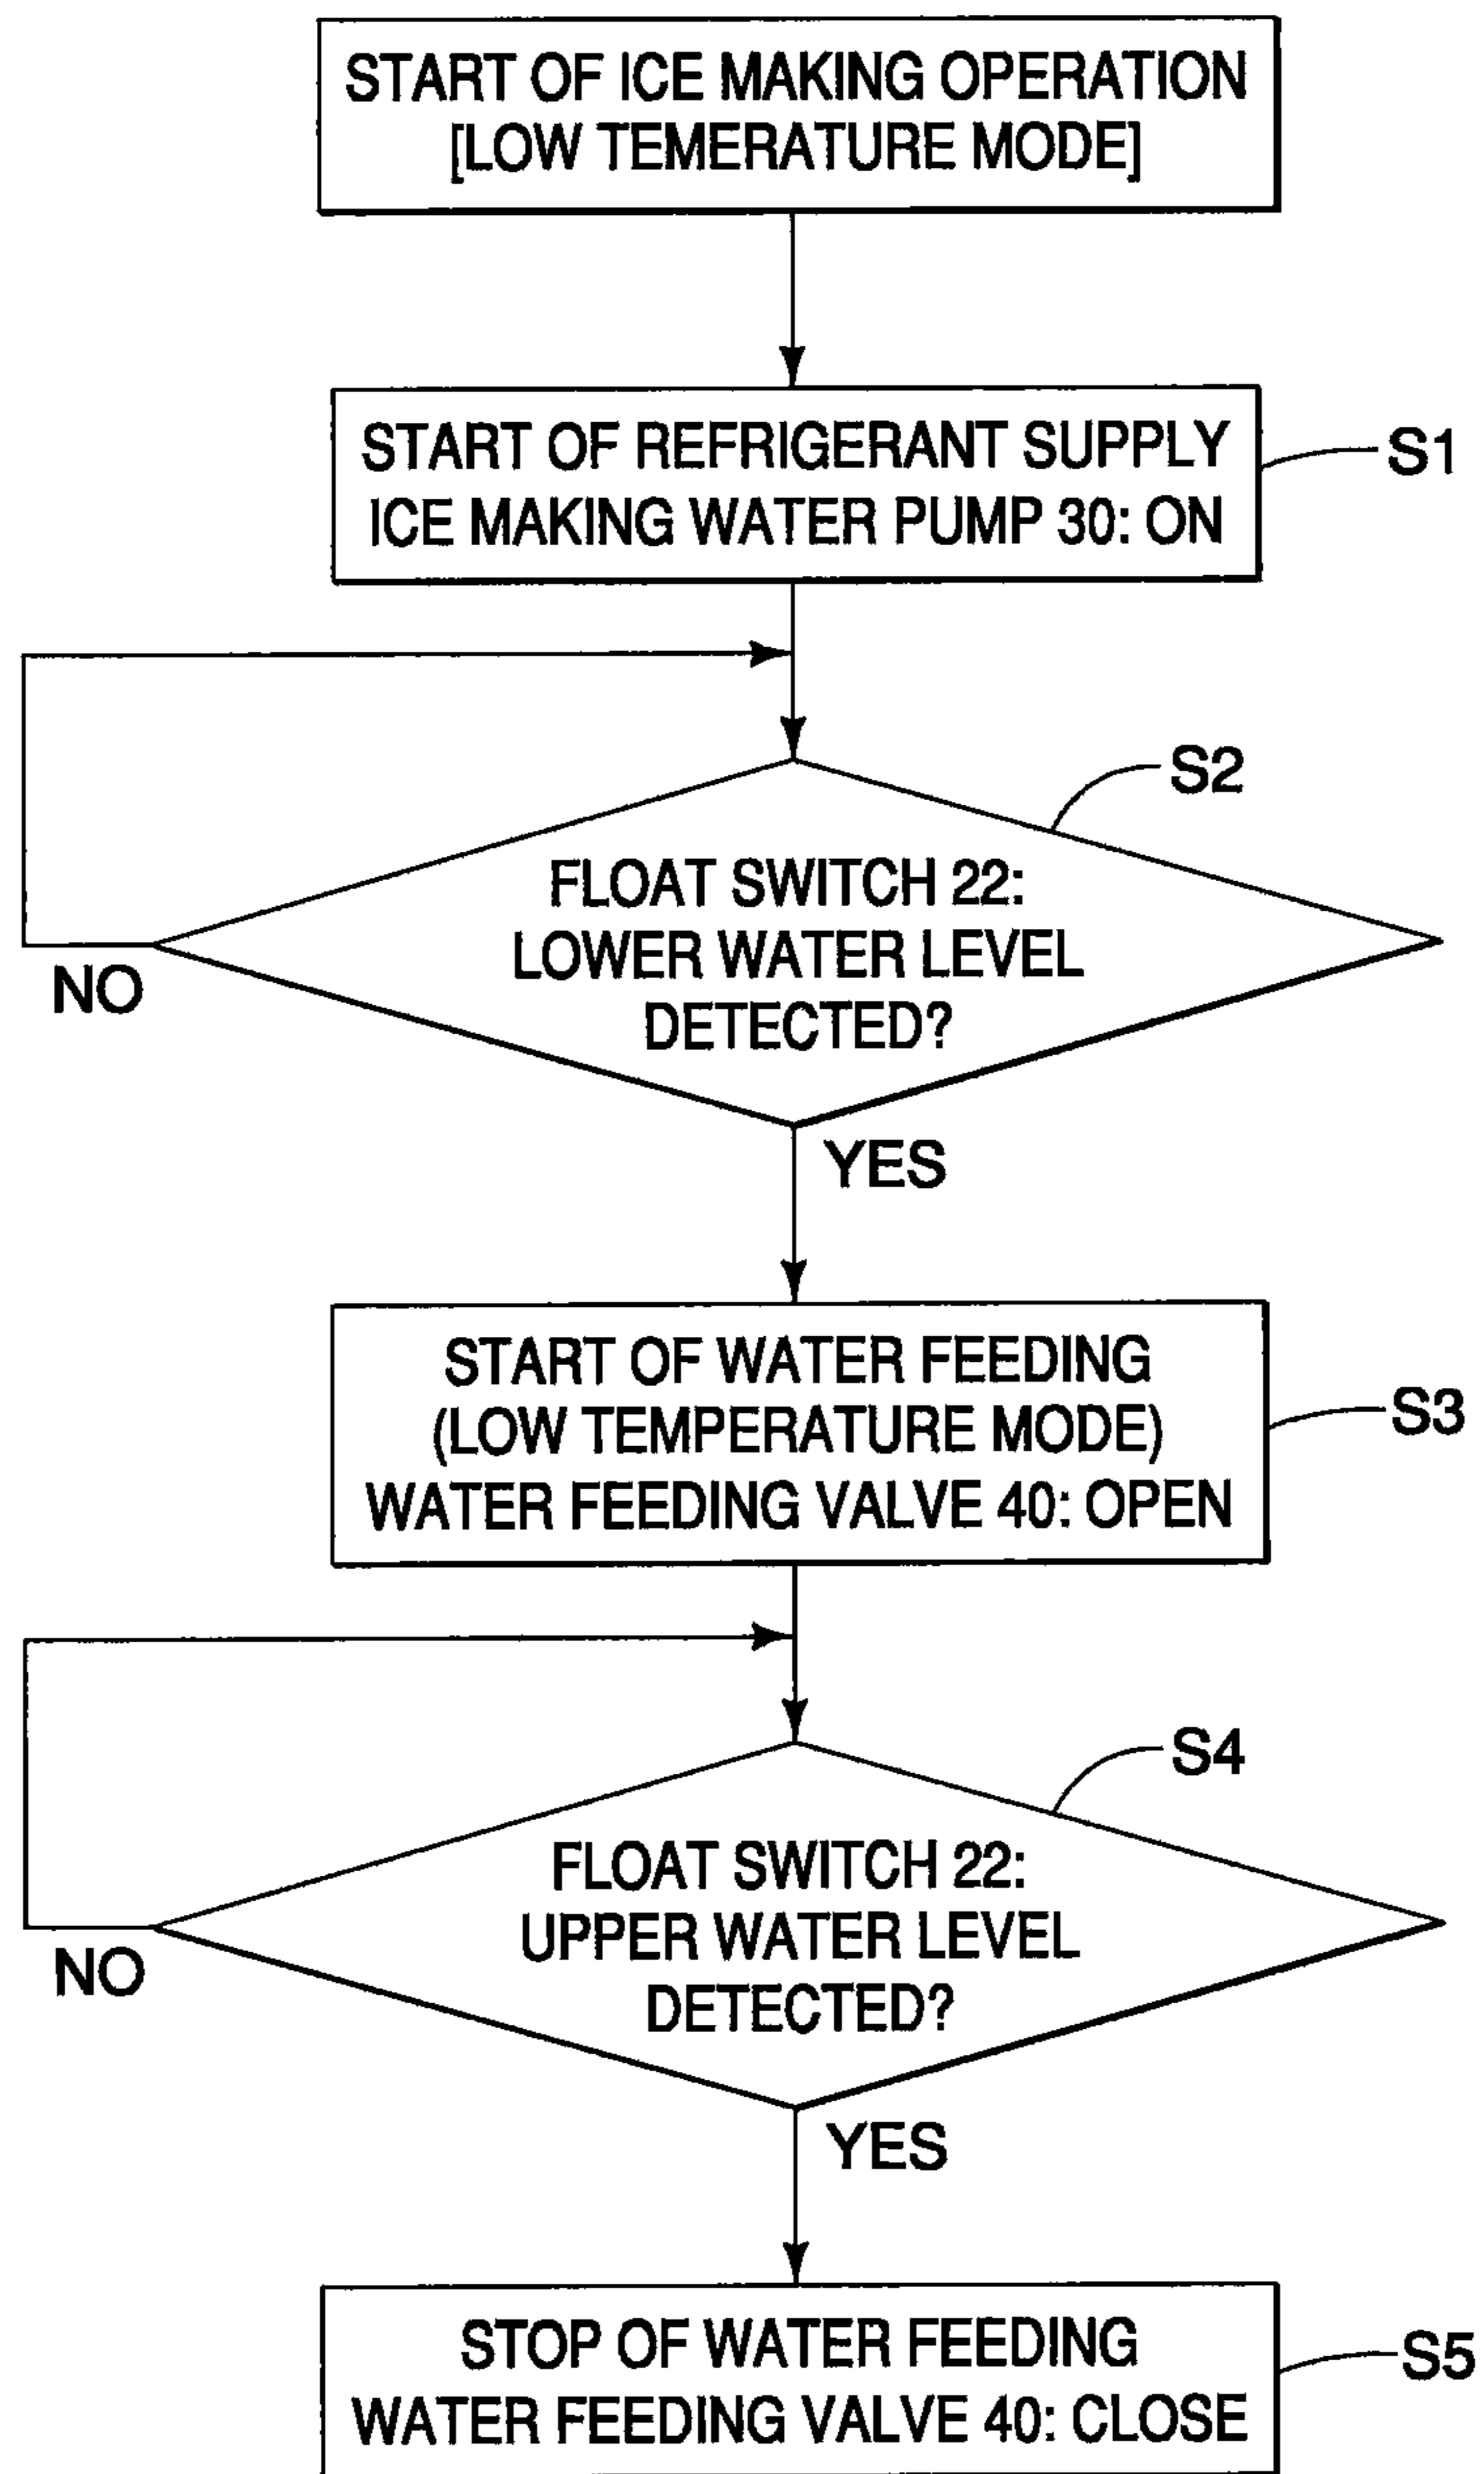 START OF ICE MAKING OPERATION
[LOW TEMERATURE MODE]
START OF REFRIGERANT SUPPLY
ICE MAKING WATER PUMP 30: ON
S1
S2
FLOAT SWITCH 22:
LOWER WATER LEVEL
DETECTED?
NO
YES
START OF WATER FEEDING
(LOW TEMPERATURE MODE)
WATER FEEDING VALVE 40: OPEN
S3
S4
FLOAT SWITCH 22:
UPPER WATER LEVEL
DETECTED?
NO
YES
STOP OF WATER FEEDING
WATER FEEDING VALVE 40: CLOSE
S5